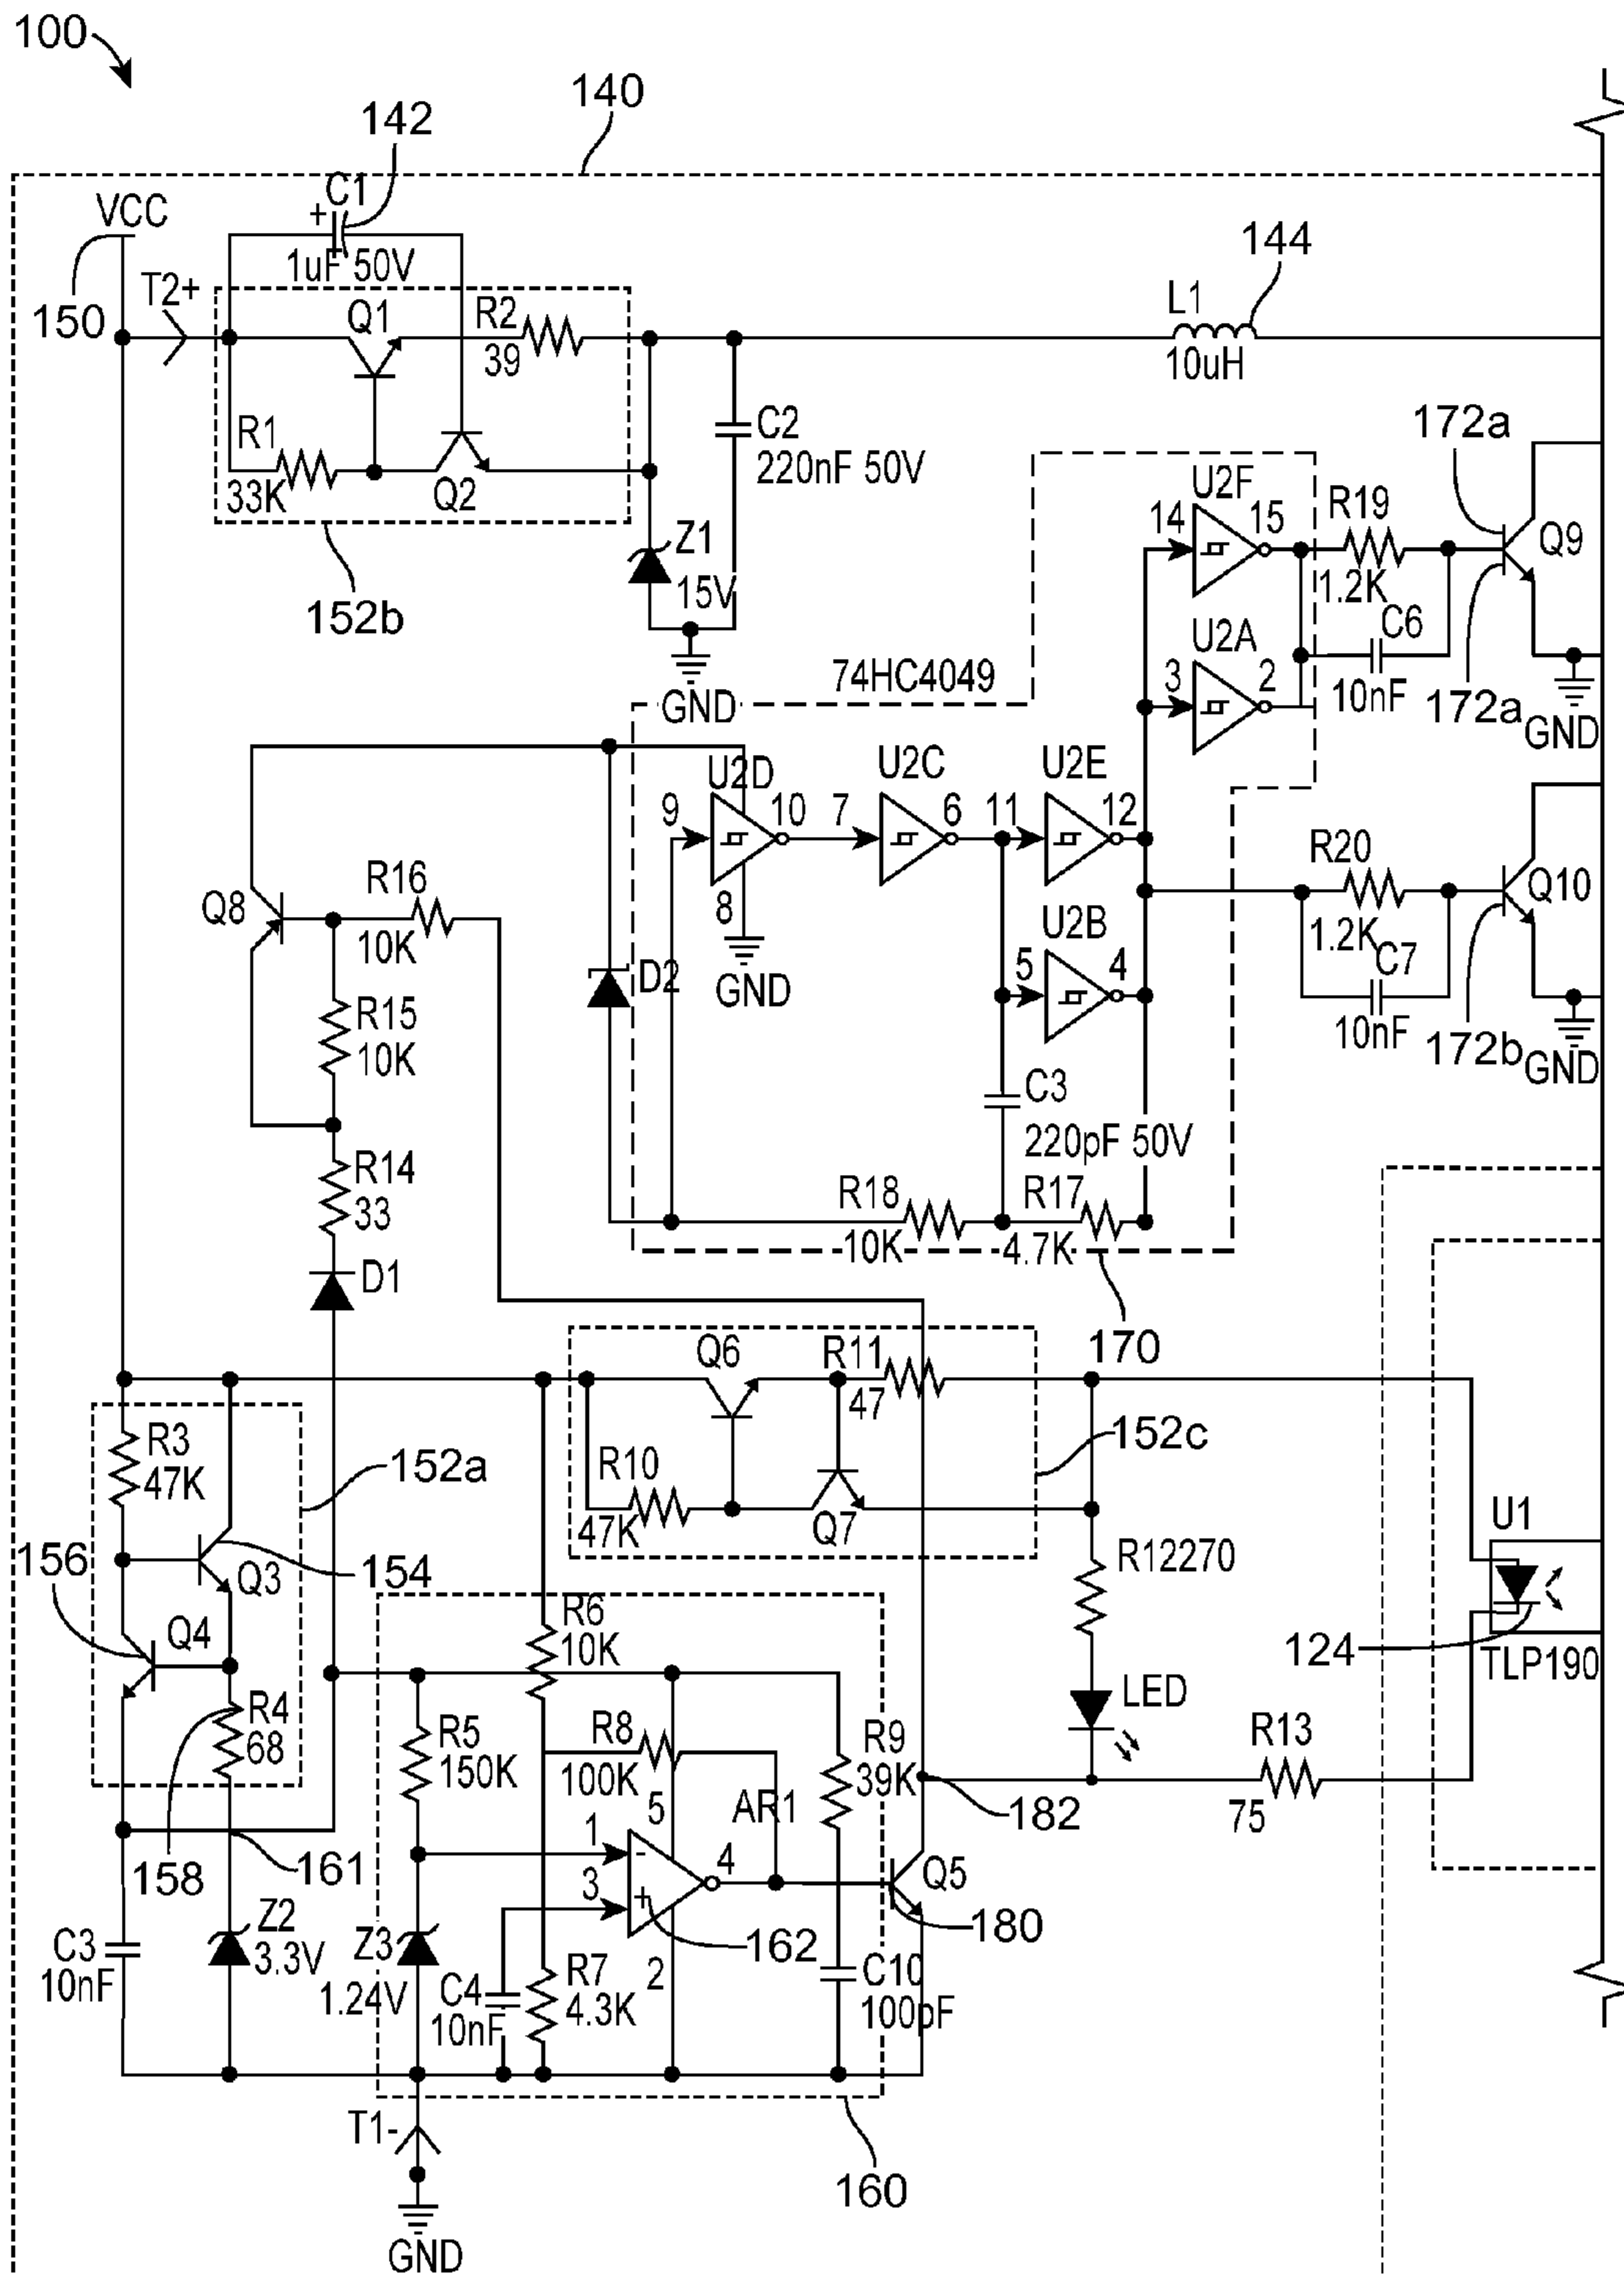 100
140
142
C1
+
VCC
1uF 50V
144
T2+
L1
150
Q1
R2
39
10uH
172a
R1
C2
220nF 50V
33K
Q2
U2F
14
15
R19
Q9
Z1
15V
1.2K
152b
C6
U2A
74HC4049
3
2
10nF
172a
GND
GND
U2D
U2C
U2E
9
10
7
6
11
12
R20
R16
Q8
Q10
8
10K
U2B
1.2K
C7
D2
GND
5
4
R15
10K
10nF
172b
GND
C3
220pF 50V
R14
33
R18
R17
10K
4.7K
D1
170
Q6
R11
47
152c
R3
47K
152a
R10
47K
Q7
U1
R12270
156
Q3
154
R6
10K
Q4
124
TLP190
LED
R4
68
R5
150K
R8
100K
R9
39K
R13
5
AR1
182
75
1
-
4
158
161
3
+
Q5
Z2
3.3V
180
C3
10nF
Z3
162
1.24V
C4
10nF
R7
4.3K
2
C10
100pF
T1-
160
GND